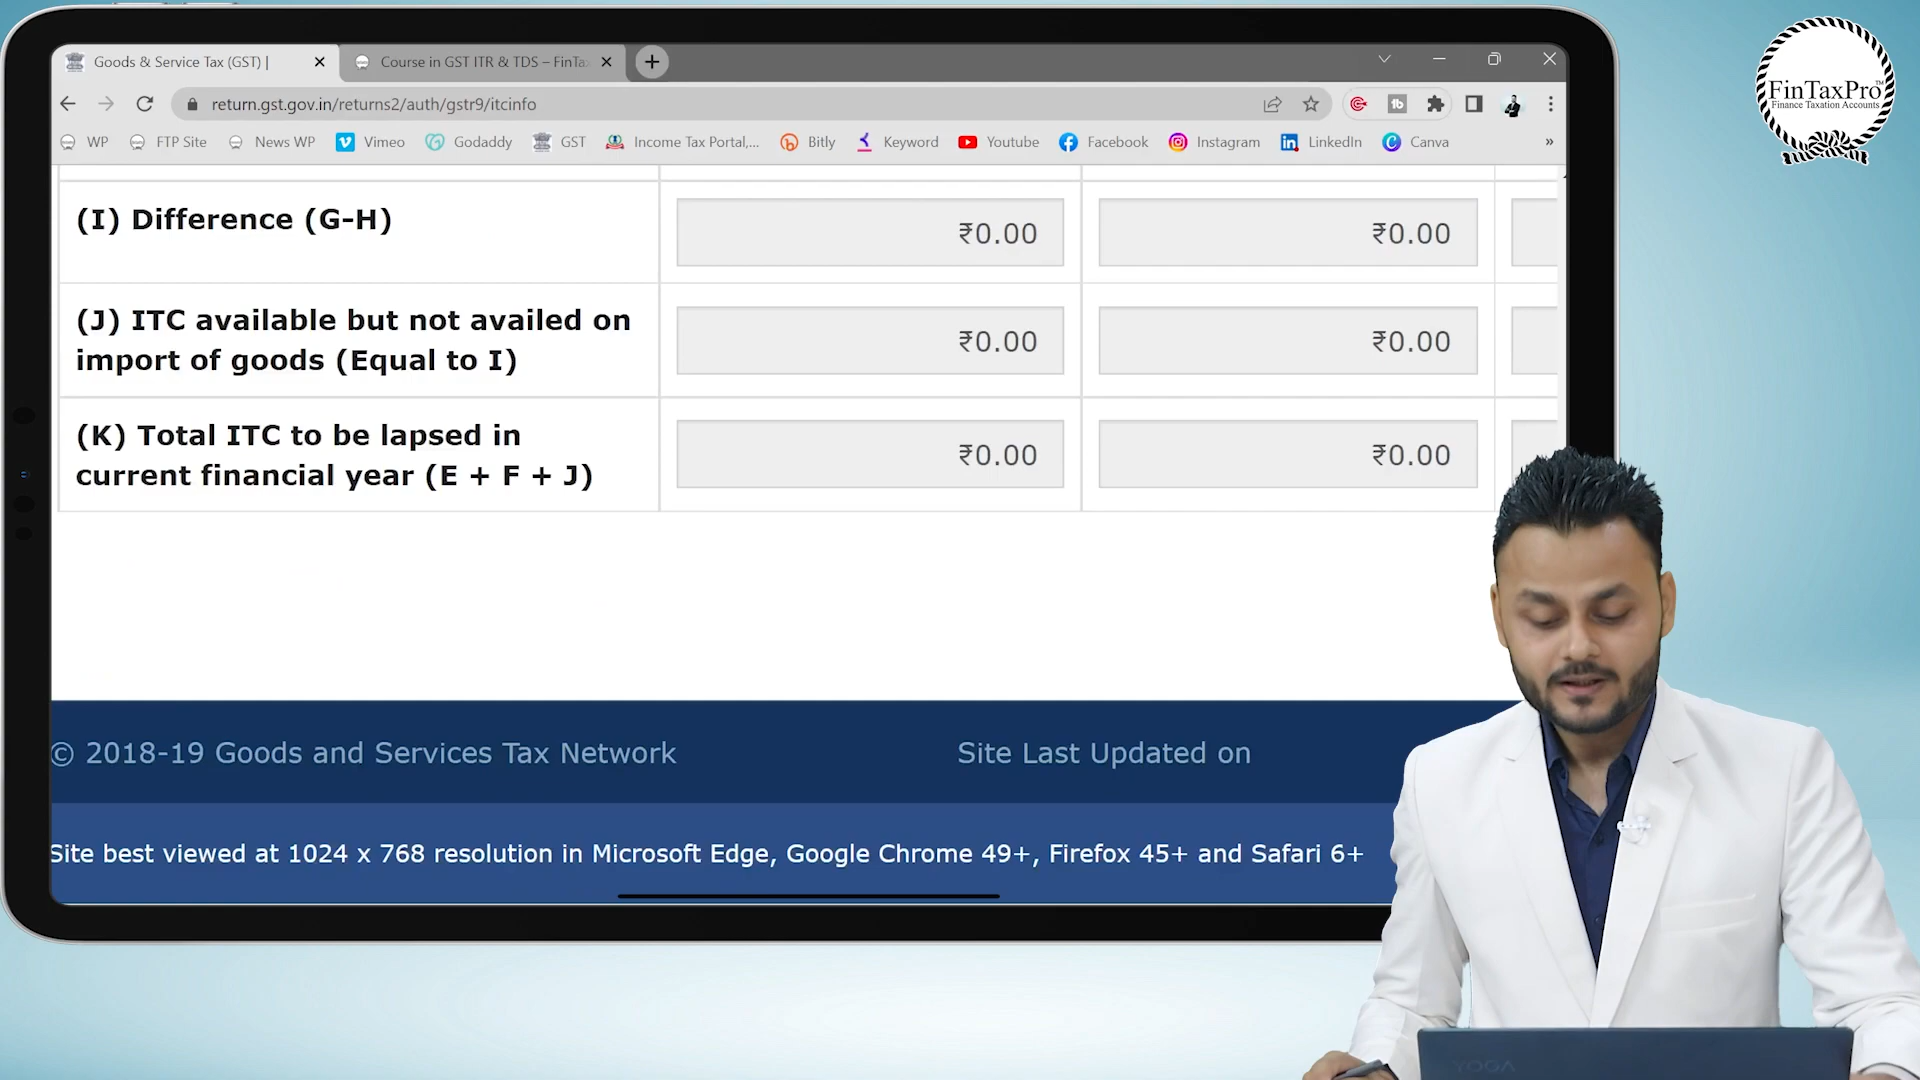 Goods & Service Tax (GST) |
Course in GST ITR & TDS – FinTa
return.gst.gov.in/returns2/auth/gstr9/itcinfo
WP
FTP Site
News WP
Vimeo
Godaddy
GST
Income Tax Portal,...
Bitly
Keyword
Youtube
Facebook
Instagram
LinkedIn
Canva
»
FinTaxPro™
Finance Taxation Accounts
(I) Difference (G-H)
₹0.00
₹0.00
(J) ITC available but not availed on
import of goods (Equal to I)
₹0.00
₹0.00
(K) Total ITC to be lapsed in
current financial year (E + F + J)
₹0.00
₹0.00
© 2018-19 Goods and Services Tax Network
Site Last Updated on
Site best viewed at 1024 x 768 resolution in Microsoft Edge, Google Chrome 49+, Firefox 45+ and Safari 6+
YOGA